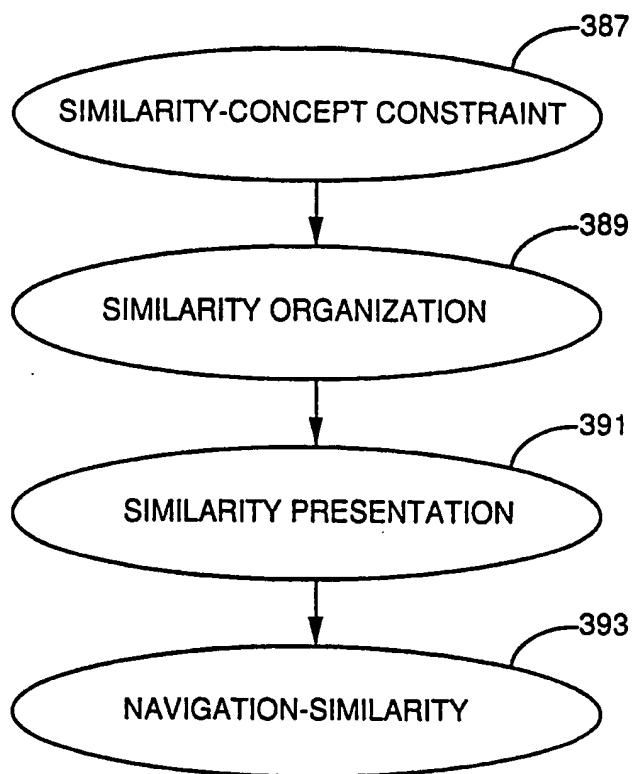 387
SIMILARITY-CONCEPT CONSTRAINT
389
SIMILARITY ORGANIZATION
391
SIMILARITY PRESENTATION
393
NAVIGATION-SIMILARITY